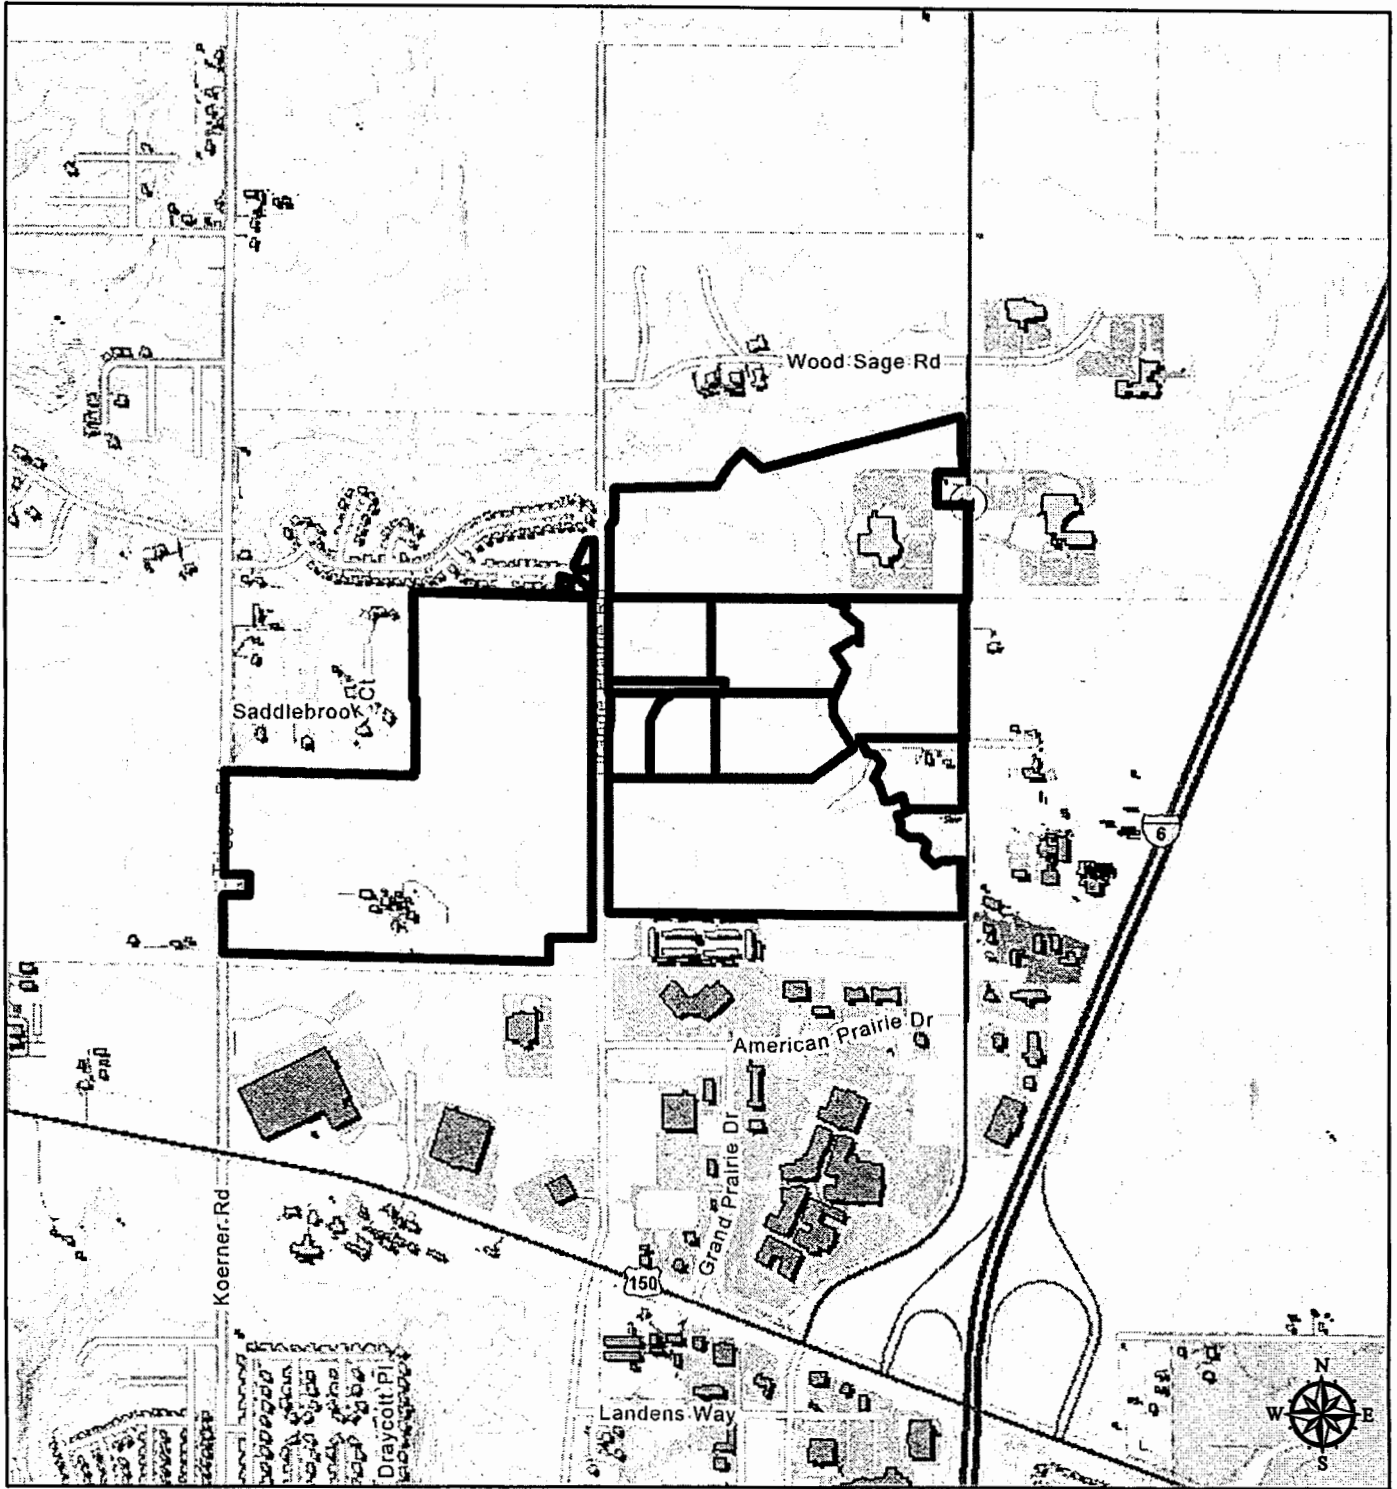 Wood Sage Rd
Saddlebrook Ct
6
American Prairie Dr
Grand Prairie Dr
Koerner Rd
150
Landens Way
Draycott Pl
N
W
E
S